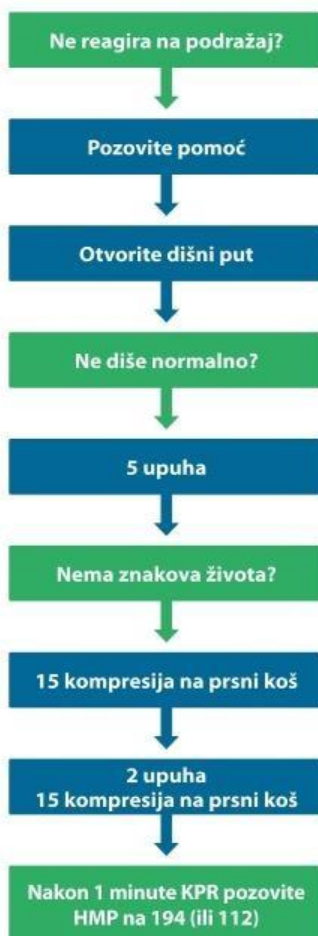 Ne reagira na podražaj?
Pozovite pomoć
Otvorite dišni put
Ne diše normalno?
5 upuha
Nema znakova života?
15 kompresija na prsni koš
2 upuha
15 kompresija na prsni koš
Nakon 1 minute KPR pozovite
HMP na 194 (ili 112)